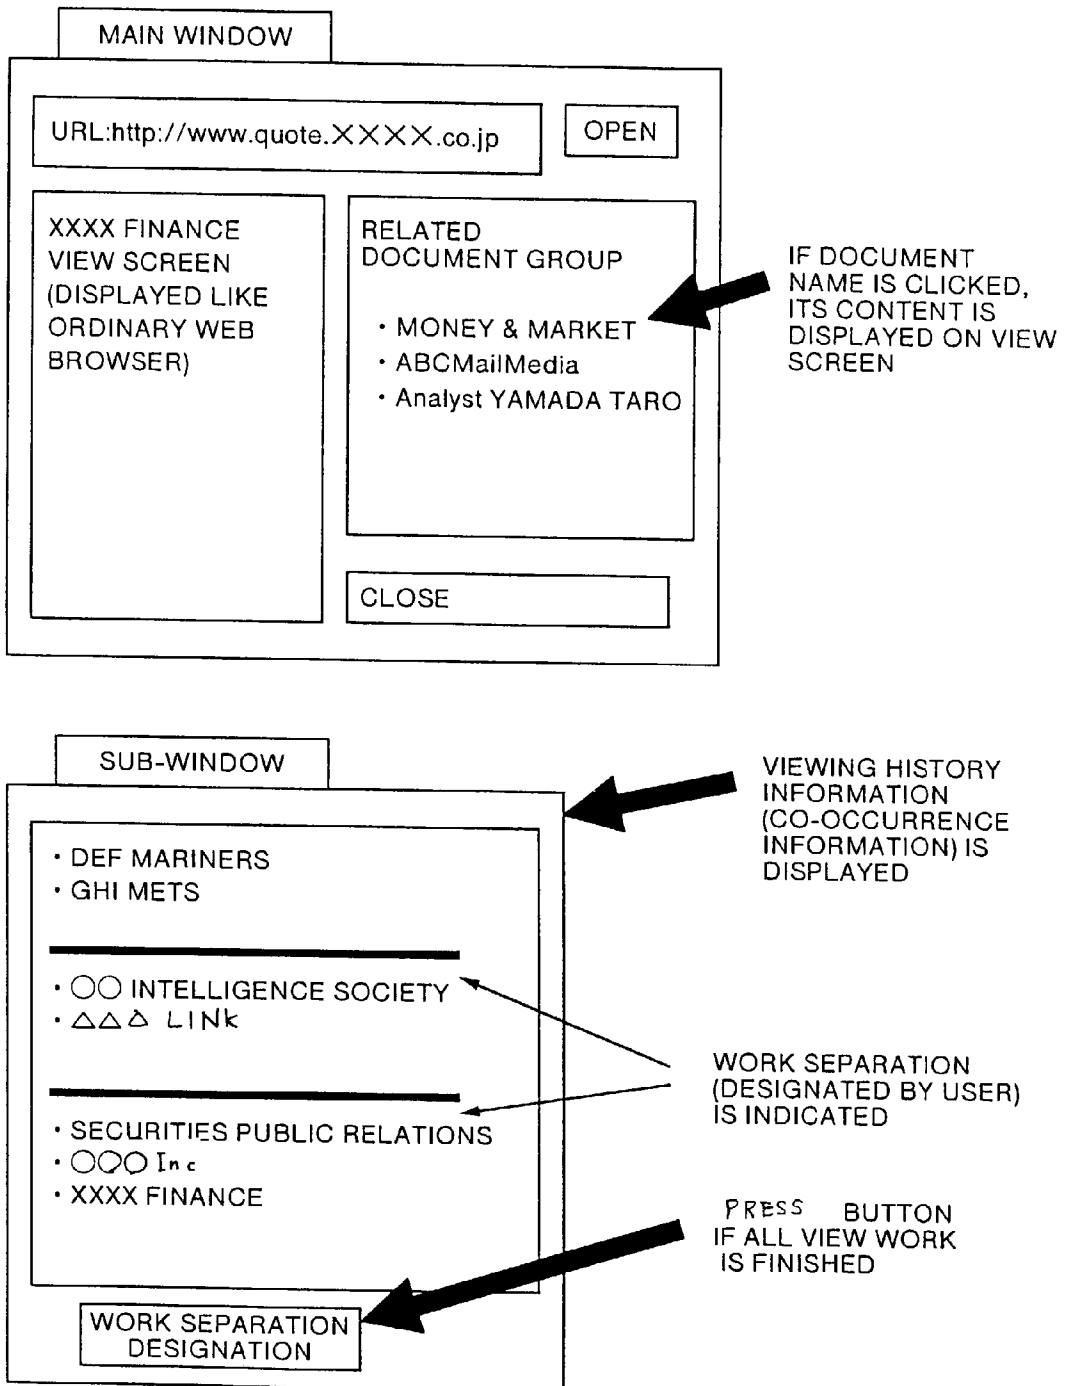 MAIN WINDOW
URL:http://www.quote.XXXX.co.jp
OPEN
XXXX FINANCE
VIEW SCREEN
(DISPLAYED LIKE
ORDINARY WEB
BROWSER)
RELATED
DOCUMENT GROUP
・MONEY & MARKET
・ABCMailMedia
・Analyst YAMADA TARO
CLOSE
IF DOCUMENT
NAME IS CLICKED,
ITS CONTENT IS
DISPLAYED ON VIEW
SCREEN
SUB-WINDOW
・DEF MARINERS
・GHI METS
・○○ INTELLIGENCE SOCIETY
・△△△ LINk
・SECURITIES PUBLIC RELATIONS
・○○○ Inc
・XXXX FINANCE
WORK SEPARATION
DESIGNATION
VIEWING HISTORY
INFORMATION
(CO-OCCURRENCE
INFORMATION) IS
DISPLAYED
WORK SEPARATION
(DESIGNATED BY USER)
IS INDICATED
PRESS BUTTON
IF ALL VIEW WORK
IS FINISHED